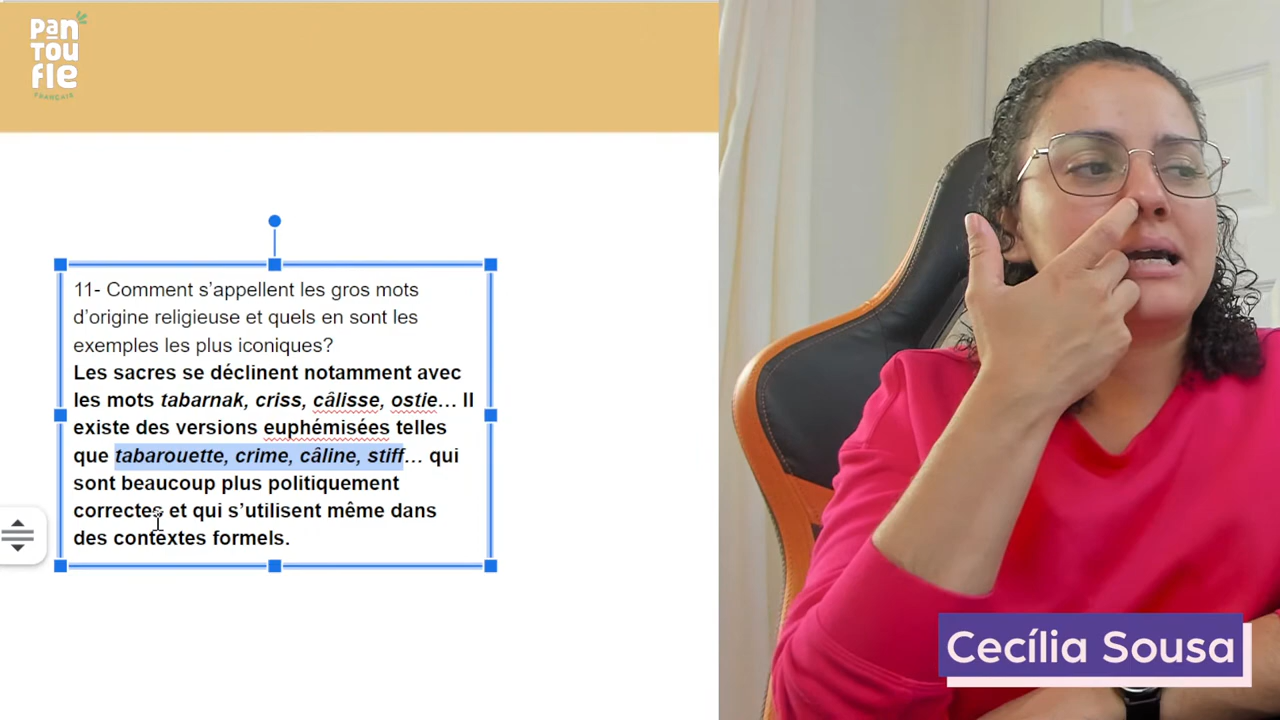 Pan
TOU
fle
FRANÇAIS
11- Comment s’appellent les gros mots
d’origine religieuse et quels en sont les
exemples les plus iconiques?
Les sacres se déclinent notamment avec
les mots tabarnak, criss, câlisse, ostie… Il
existe des versions euphémisées telles
que tabarouette, crime, câline, stiff… qui
sont beaucoup plus politiquement
correctes et qui s’utilisent même dans
des contextes formels.
Cecília Sousa